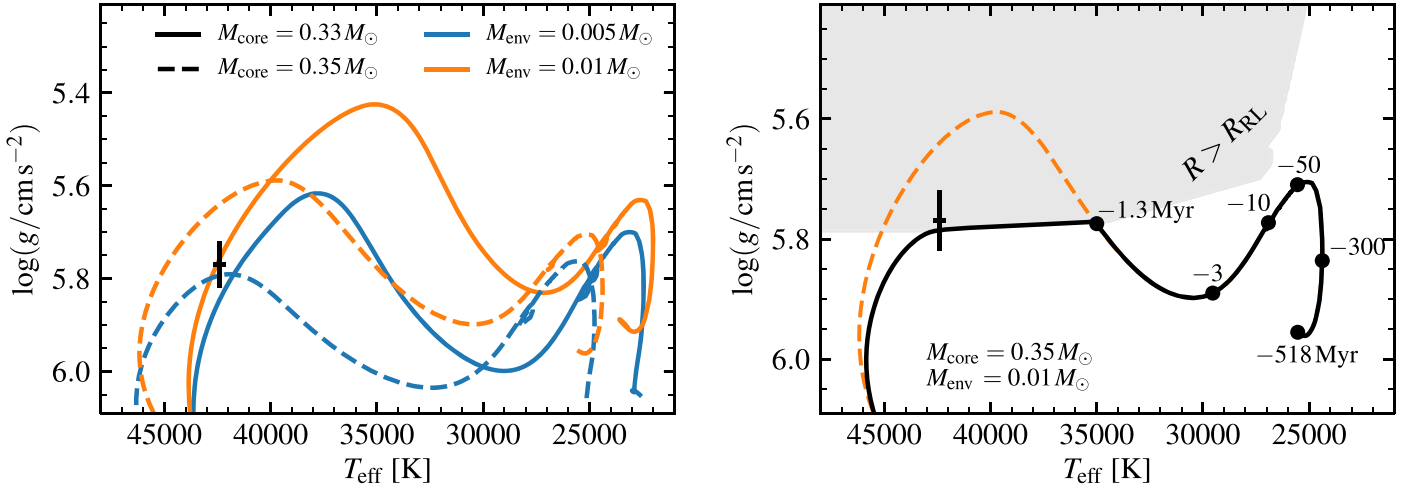 M_core = 0.33 M_⊙
M_env = 0.005 M_⊙
M_core = 0.35 M_⊙
M_env = 0.01 M_⊙
5.4
5.6
5.8
6.0
log(g/cm s⁻²)
45000 40000 35000 30000 25000
T_eff [K]
R > R_RL
−50
−1.3 Myr
−10
−300
−3
−518 Myr
M_core = 0.35 M_⊙
M_env = 0.01 M_⊙
5.6
5.8
6.0
log(g/cm s⁻²)
45000 40000 35000 30000 25000
T_eff [K]